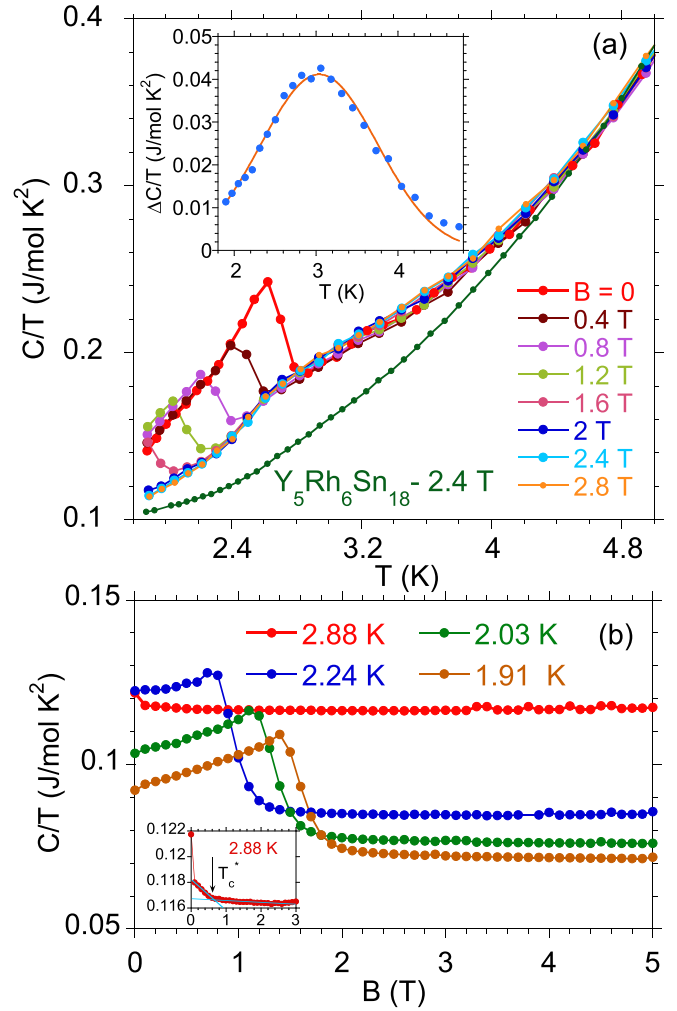 0.4
0.3
0.2
0.1
C/T (J/mol K²)
(a)
0.05
0.04
0.03
0.02
0.01
0
ΔC/T (J/mol K²)
2
3
4
T (K)
B = 0
0.4 T
0.8 T
1.2 T
1.6 T
2 T
2.4 T
2.8 T
Y₅Rh₆Sn₁₈- 2.4 T
2.4
3.2
4
4.8
T (K)
0.15
0.1
0.05
C/T (J/mol K²)
2.88 K
2.03 K
(b)
2.24 K
1.91 K
0.122
0.12
0.118
0.116
2.88 K
T_c*
0
1
2
3
0
1
2
3
4
5
B (T)